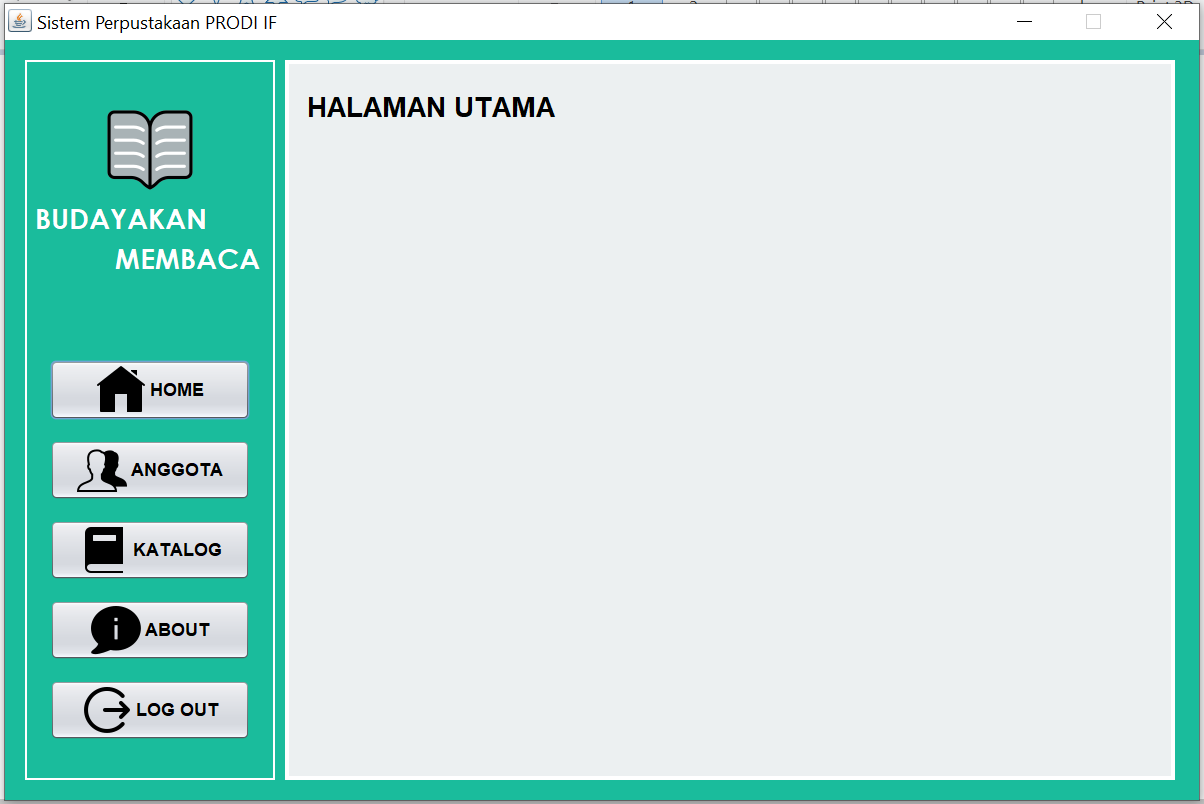 Sistem Perpustakaan PRODI IF
BUDAYAKAN
MEMBACA
HOME
ANGGOTA
KATALOG
i
ABOUT
LOG OUT
HALAMAN UTAMA